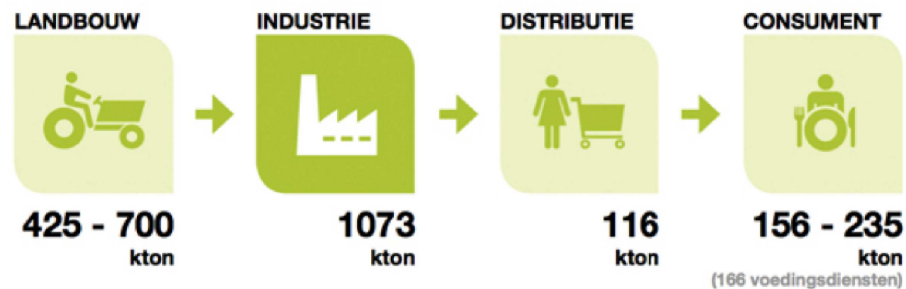 LANDBOUW INDUSTRIE DISTRIBUTIE CONSUMENT
425 - 700 1073 116 156 - 235
kton kton kton kton
(166 voedingsdiensten)